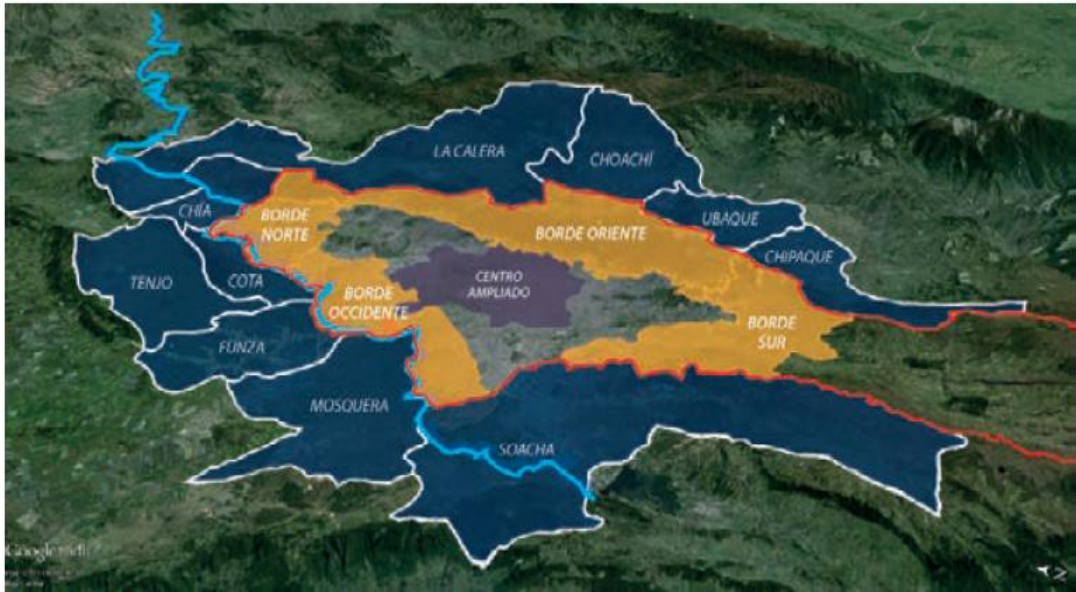 LA CALERA
CHOACHÍ
CHÍA
BORDE
NORTE
BORDE ORIENTE
UBAQUE
CHIPAQUE
TENJO
COTA
CENTRO
AMPLIADO
BORDE
OCCIDENTE
BORDE
SUR
FUNZA
MOSQUERA
SOACHA
Google